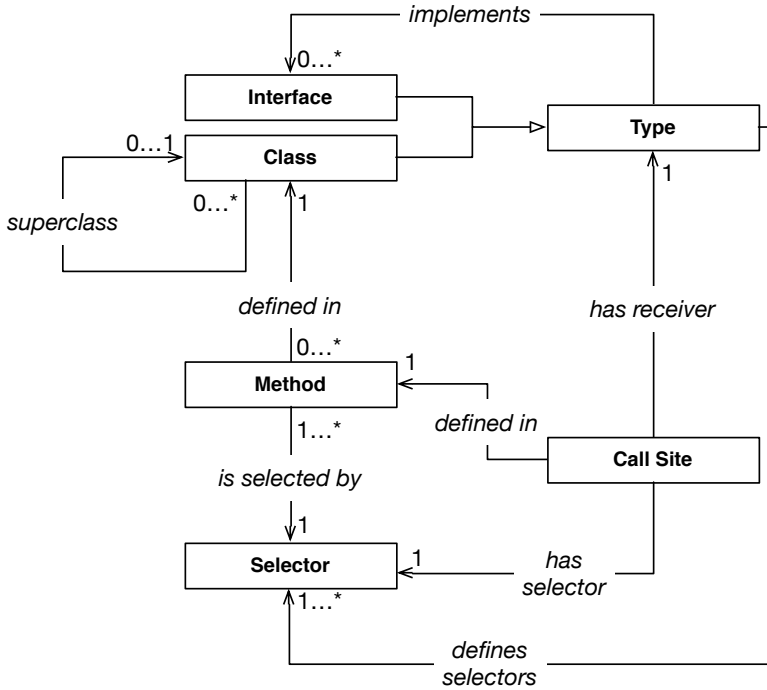 implements
0…*
Interface
Type
0…1
Class
1
0…*
1
superclass
defined in
has receiver
0…*
1
Method
1…*
defined in
Call Site
is selected by
1
1
Selector
has
selector
1…*
defines
selectors